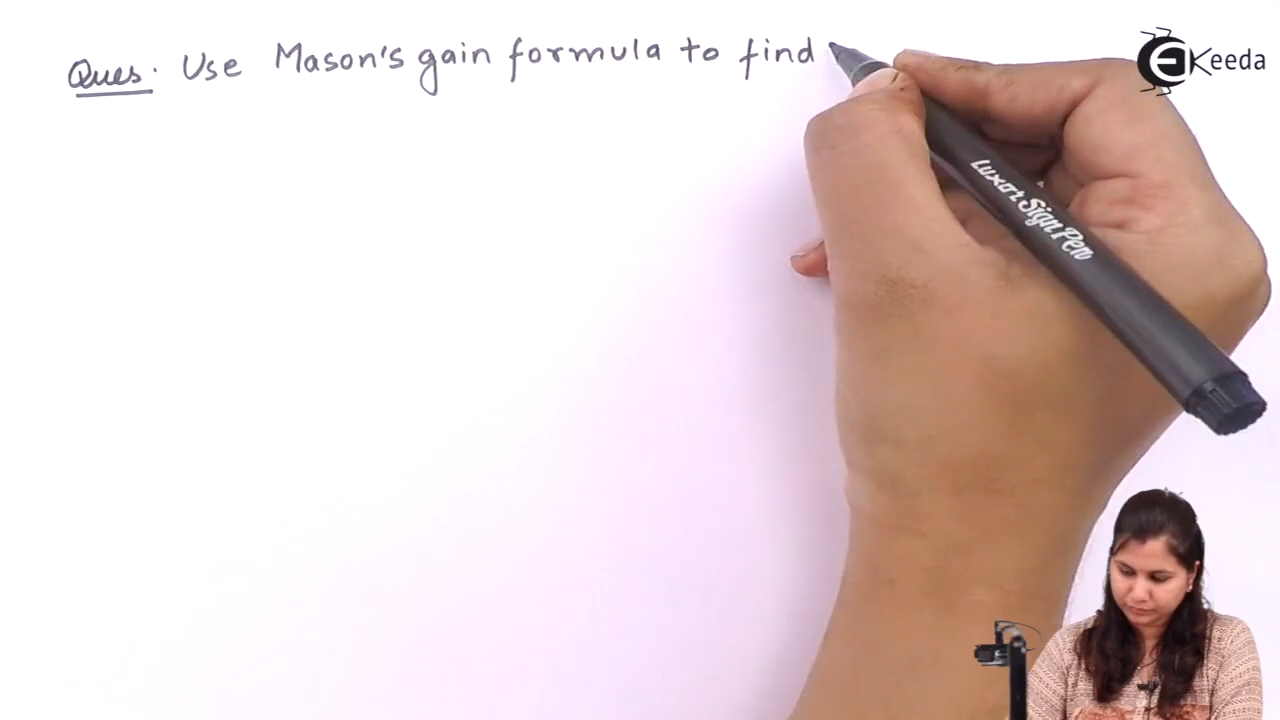 Ques. Use Mason's gain formula to find
EKeeda
Luxor Sign Pen